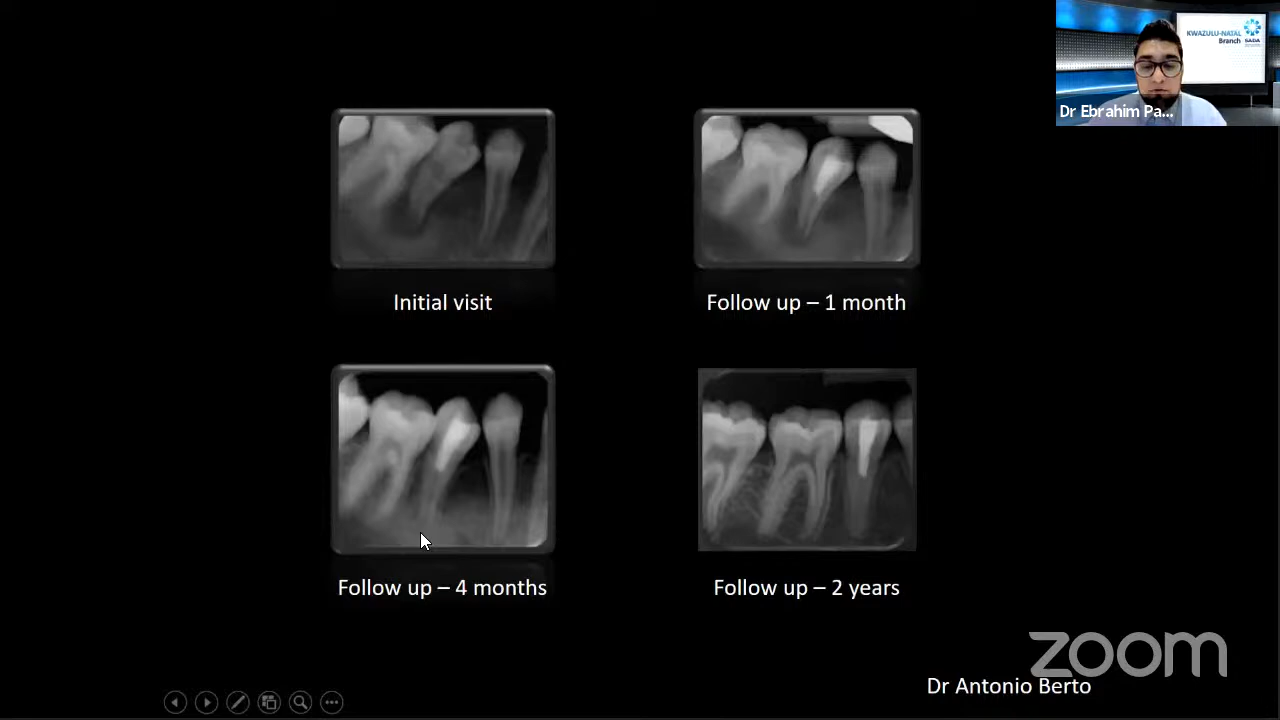 KWAZULU-NATAL
Branch
SADA
Dr Ebrahim Pa...
Initial visit
Follow up – 1 month
Follow up – 4 months
Follow up – 2 years
zoom
Dr Antonio Berto